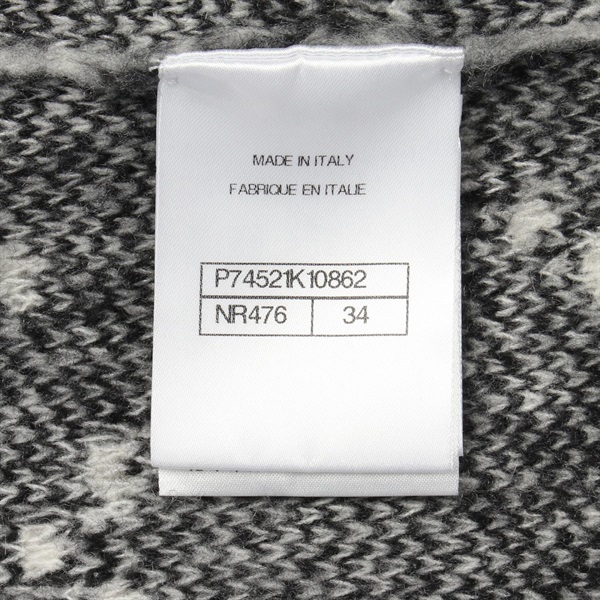 MADE IN ITALY
FABRIQUE EN ITALIE
P74521K10862
NR476 34